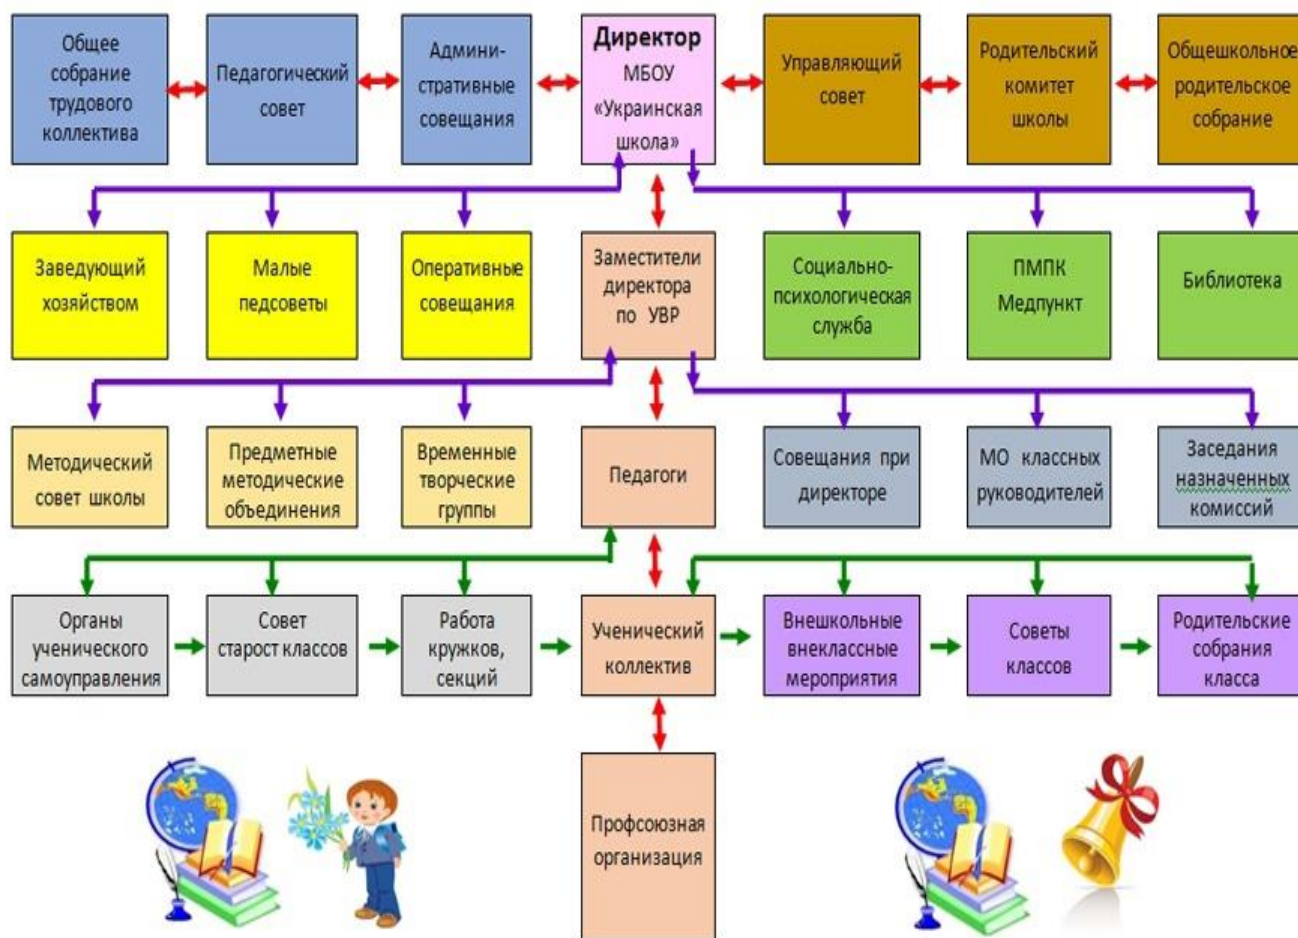 Общее
собрание
трудового
коллектива
Педагогический
совет
Админи-
стративные
совещания
Директор
МБОУ
«Украинская
школа»
Управляющий
совет
Родительский
комитет
школы
Общешкольное
родительское
собрание
Заведующий
хозяйством
Малые
педсоветы
Оперативные
совещания
Заместители
директора
по УВР
Социально-
психологическая
служба
ПМПК
Медпункт
Библиотека
Методический
совет школы
Предметные
методические
объединения
Временные
творческие
группы
Педагоги
Совещания при
директоре
МО классных
руководителей
Заседания
назначенных
комиссий
Органы
ученического
самоуправления
Совет
старост классов
Работа
кружков,
секций
Ученический
коллектив
Внешкольные
внеклассные
мероприятия
Советы
классов
Родительские
собрания
класса
Профсоюзная
организация